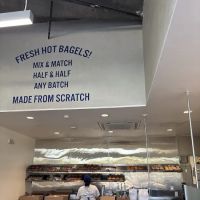 FRESH HOT BAGELS!
MIX & MATCH
HALF & HALF
ANY BATCH
MADE FROM SCRATCH